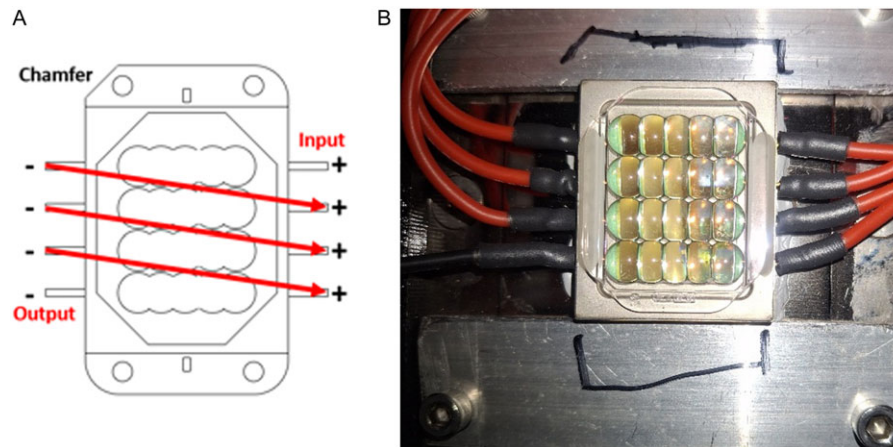 A
B
Chamfer
Input
- +
- +
- +
- +
Output